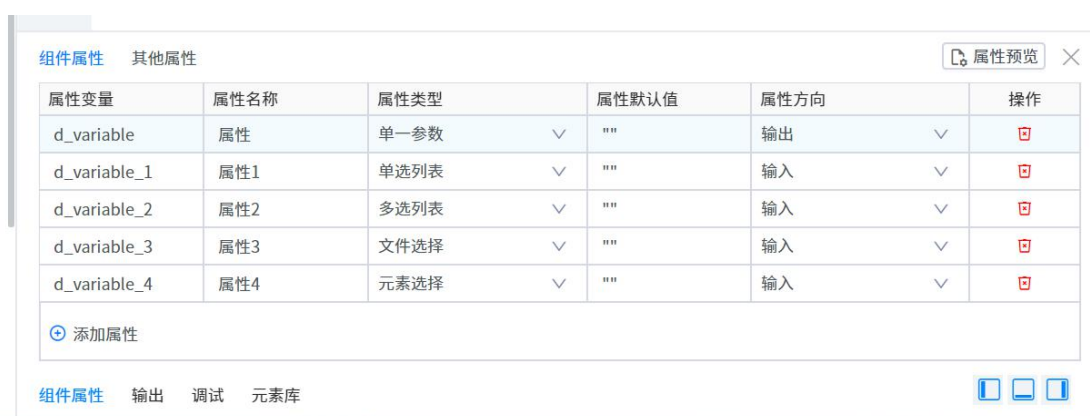 组件属性 其他属性 属性预览
属性变量 属性名称 属性类型 属性默认值 属性方向 操作
d_variable 属性 单一参数 "" 输出
d_variable_1 属性1 单选列表 "" 输入
d_variable_2 属性2 多选列表 "" 输入
d_variable_3 属性3 文件选择 "" 输入
d_variable_4 属性4 元素选择 "" 输入
添加属性
组件属性 输出 调试 元素库